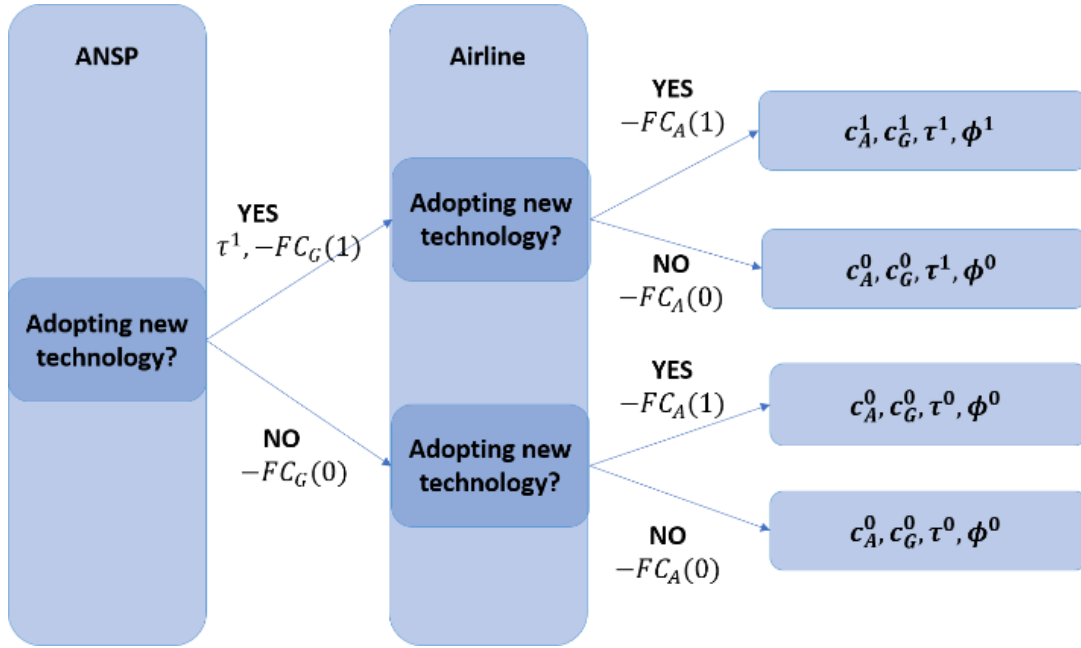 ANSP
Airline
YES
−FC_A(1)
c_A^1, c_G^1, τ^1, ϕ^1
Adopting new
technology?
YES
τ^1, −FC_G(1)
NO
−FC_A(0)
c_A^0, c_G^0, τ^1, ϕ^0
Adopting new
technology?
YES
−FC_A(1)
c_A^0, c_G^0, τ^0, ϕ^0
NO
−FC_G(0)
Adopting new
technology?
NO
−FC_A(0)
c_A^0, c_G^0, τ^0, ϕ^0